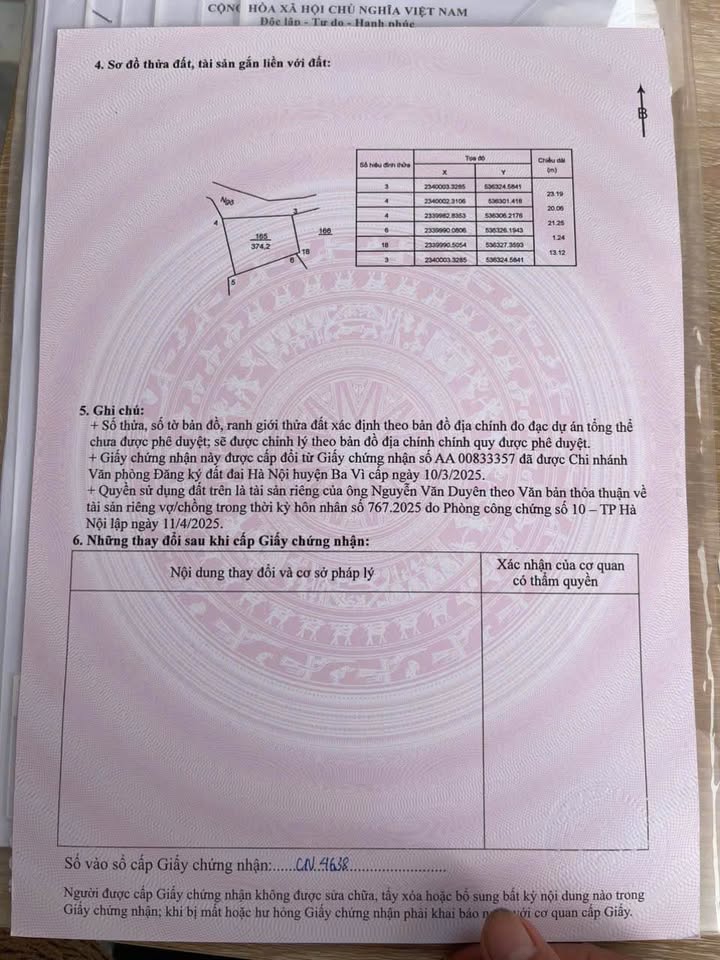 CỘNG HÒA XÃ HỘI CHỦ NGHĨA VIỆT NAM
Độc lập - Tự do - Hạnh phúc
4. Sơ đồ thửa đất, tài sản gắn liền với đất:
B
Số hiệu đỉnh thửa Tọa độ Chiều dài (m)
X Y
3 2340003.3285 536324.5841
23.19
4 2340002.3106 536301.418
20.06
4 2339982.8353 536306.2176
21.25
6 2339990.0806 536326.1943
1.24
18 2339990.5054 536327.3593
13.12
3 2340003.3285 536324.5841
Ngõ
4
3
166
165
374.2
18
6
5
5. Ghi chú:
+ Số thửa, số tờ bản đồ, ranh giới thửa đất xác định theo bản đồ địa chính đo đạc dự án tổng thể
chưa được phê duyệt; sẽ được chỉnh lý theo bản đồ địa chính chính quy được phê duyệt.
+ Giấy chứng nhận này được cấp đổi từ Giấy chứng nhận số AA 00833357 đã được Chi nhánh
Văn phòng Đăng ký đất đai Hà Nội huyện Ba Vì cấp ngày 10/3/2025.
+ Quyền sử dụng đất trên là tài sản riêng của ông Nguyễn Văn Duyên theo Văn bản thỏa thuận về
tài sản riêng vợ/chồng trong thời kỳ hôn nhân số 767.2025 do Phòng công chứng số 10 – TP Hà
Nội lập ngày 11/4/2025.
6. Những thay đổi sau khi cấp Giấy chứng nhận:
Nội dung thay đổi và cơ sở pháp lý
Xác nhận của cơ quan
có thẩm quyền
Số vào sổ cấp Giấy chứng nhận:.....CN 4638........................
Người được cấp Giấy chứng nhận không được sửa chữa, tẩy xóa hoặc bổ sung bất kỳ nội dung nào trong
Giấy chứng nhận; khi bị mất hoặc hư hỏng Giấy chứng nhận phải khai báo với cơ quan cấp Giấy.